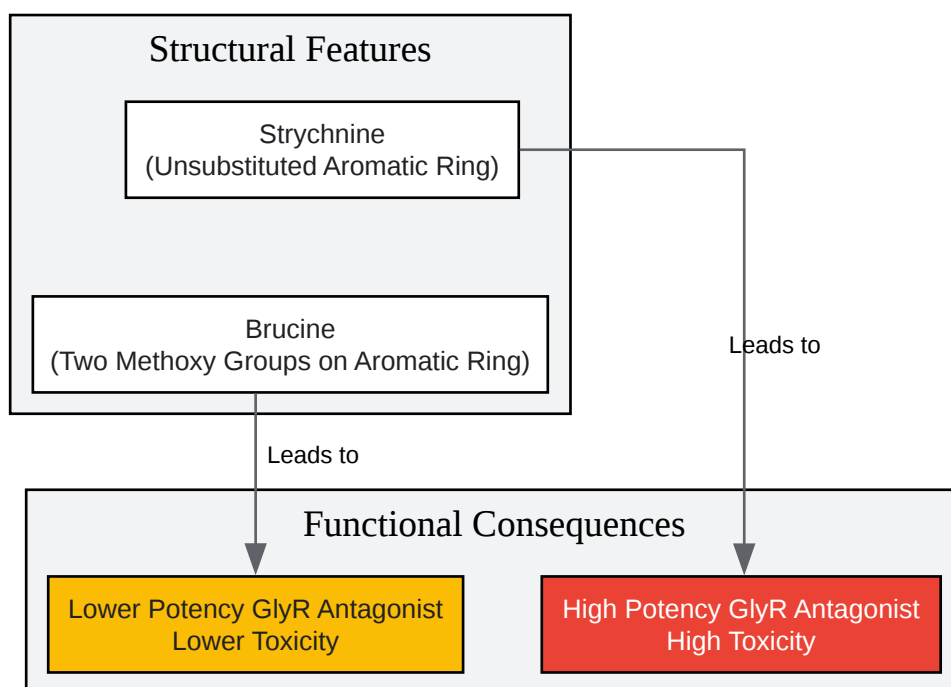 Structural Features
Strychnine
(Unsubstituted Aromatic Ring)
Brucine
(Two Methoxy Groups on Aromatic Ring)
Leads to
Leads to
Functional Consequences
Lower Potency GlyR Antagonist
Lower Toxicity
High Potency GlyR Antagonist
High Toxicity